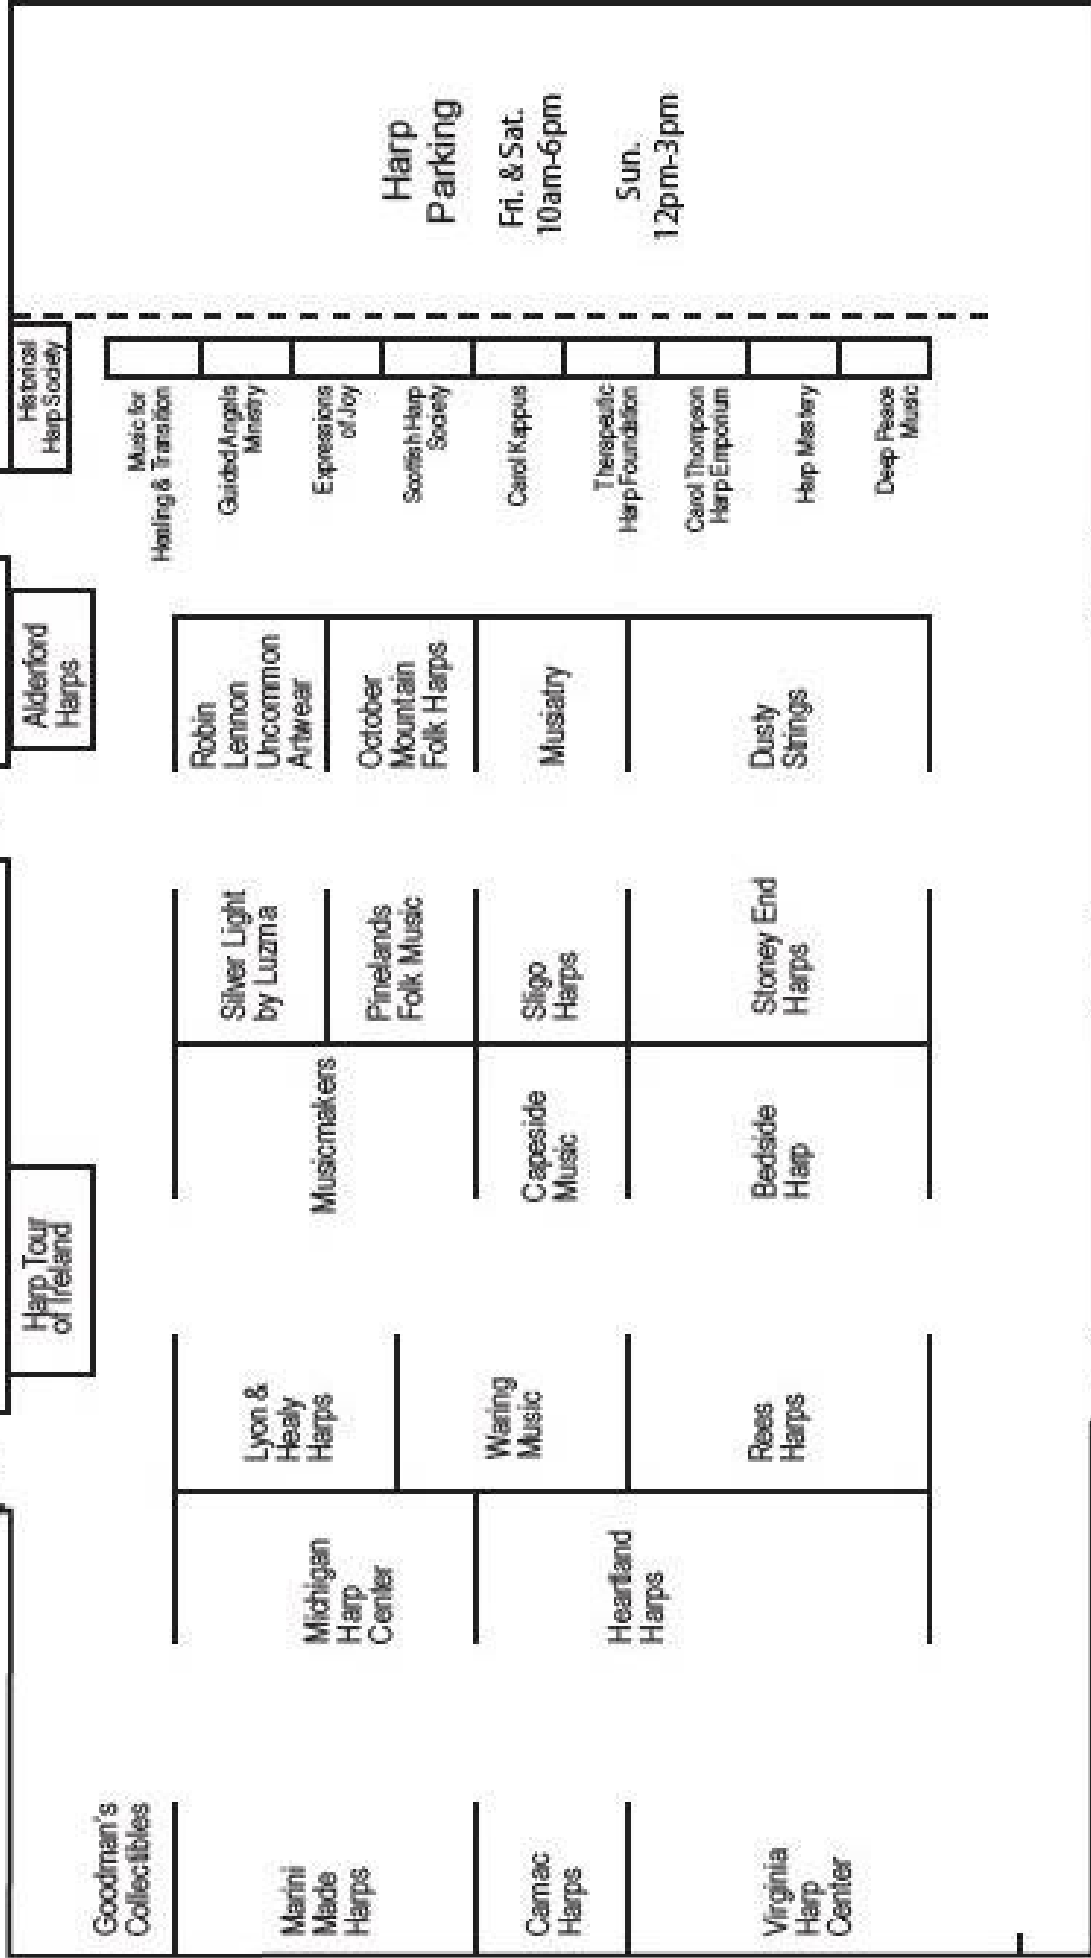 Harp
Parking
Fri. & Sat.
10am-6pm
Sun.
12pm-3pm
Historical
Harp Society
Music for
Healing & Transition
Guided Angels
Ministry
Expressions
of Joy
Scottish Harp
Society
Carol Kappus
Therapeutic
Harp Foundation
Carol Thompson
Harp Emporium
Harp Mastery
Deep Peace
Music
Alderford
Harps
Robin
Lennon
Uncommon
Artwear
October
Mountain
Folk Harps
Musiatry
Dusty
Strings
Silver Light
by Luzma
Pinelands
Folk Music
Sligo
Harps
Stoney End
Harps
Musicmakers
Capeside
Music
Bedside
Harp
Harp Tour
of Ireland
Lyon &
Healy
Harps
Waring
Music
Rees
Harps
Michigan
Harp
Center
Heartland
Harps
Goodman's
Collectibles
Marini
Made
Harps
Camac
Harps
Virginia
Harp
Center